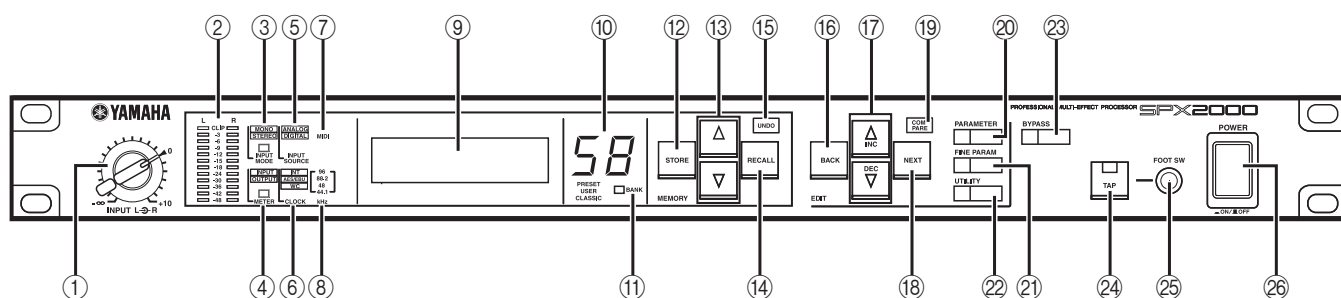 ② ③ ⑤ ⑦ ⑨ ⑩ ⑫ ⑬ ⑮ ⑯ ⑰ ⑲ ⑳ ㉓
YAMAHA
PROFESSIONAL MULTI-EFFECT PROCESSOR SPX2000
L R
CLIP
-3
-6
-9
-12
-15
-18
-24
-30
-36
-42
-48
MONO
STEREO
INPUT MODE
ANALOG
DIGITAL
INPUT SOURCE
MIDI
INPUT
OUTPUT
METER
INT
AES/EBU
WC
CLOCK
96
88.2
48
44.1
kHz
0
-∞ +10
INPUT L R
58
PRESET
USER
CLASSIC
BANK
STORE
RECALL
UNDO
MEMORY
BACK
INC
DEC
NEXT
COM
PARE
EDIT
PARAMETER
FINE PARAM
UTILITY
BYPASS
TAP
FOOT SW
POWER
ON/ OFF
① ④ ⑥ ⑧ ⑪ ⑭ ⑱ ㉒ ㉑ ㉔ ㉕ ㉖